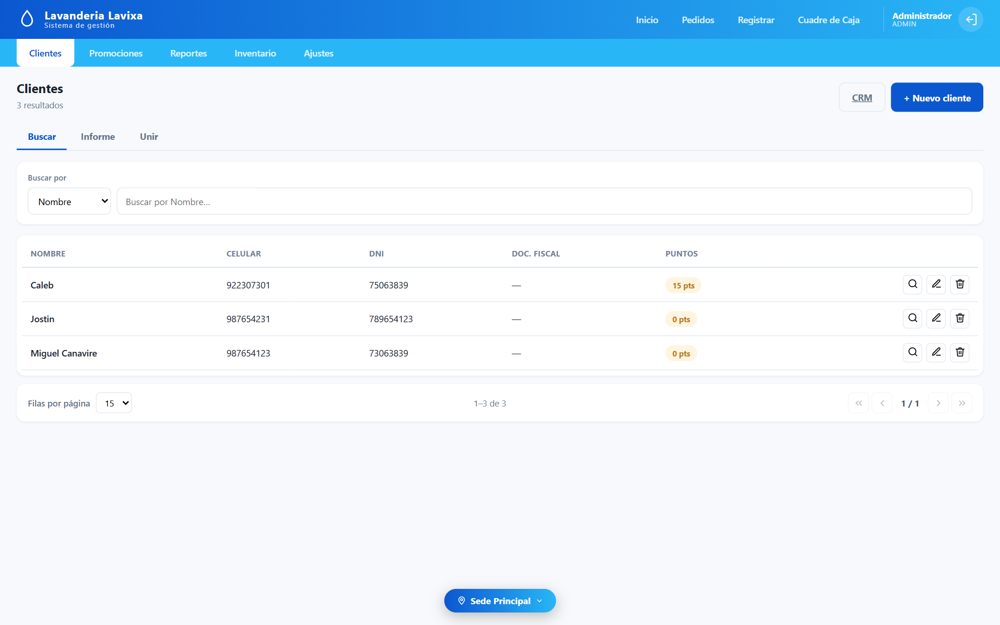 Lavanderia Lavixa
Sistema de gestión
Inicio
Pedidos
Registrar
Cuadre de Caja
Administrador
ADMIN
Clientes
Promociones
Reportes
Inventario
Ajustes
Clientes
3 resultados
CRM
+ Nuevo cliente
Buscar
Informe
Unir
Buscar por
Nombre
Buscar por Nombre...
NOMBRE CELULAR DNI DOC. FISCAL PUNTOS
Caleb 922307301 75063839 — 15 pts
Jostin 987654231 789654123 — 0 pts
Miguel Canavire 987654123 73063839 — 0 pts
Filas por página 15
1–3 de 3
« ‹ 1 / 1 › »
Sede Principal